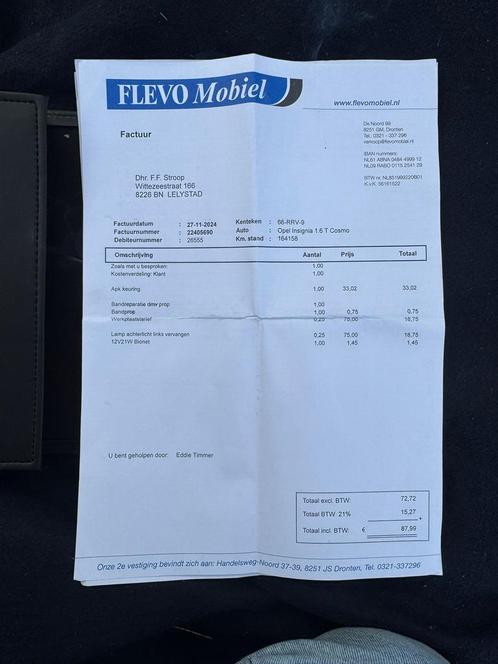 FLEVO Mobiel
www.flevomobiel.nl
De Noord 99
8251 GM, Dronten
Tel.: 0321 - 337 296
verkoop@flevomobiel.nl
Factuur
IBAN nummers:
NL51 ABNA 0484 4999 12
NL09 RABO 0115 2541 29
BTW nr. NL851999220B01
K.v.K. 56161522
Dhr. F.F. Stroop
Wittezeestraat 166
8226 BN LELYSTAD
Factuurdatum : 27-11-2024 Kenteken : 66-RRV-9
Factuurnummer : 22405690 Auto : Opel Insignia 1.6 T Cosmo
Debiteurnummer : 26555 Km. stand : 164158
Omschrijving Aantal Prijs Totaal
Zoals met u besproken: 1,00
Kostenverdeling: Klant 1,00
Apk keuring 1,00 33,02 33,02
Bandreparatie dmv prop 1,00
Bandprop 1,00 0,75 0,75
Werkplaatstarief 0,25 75,00 18,75
Lamp achterlicht links vervangen 0,25 75,00 18,75
12V21W Bionet 1,00 1,45 1,45
U bent geholpen door: Eddie Timmer
Totaal excl. BTW: 72,72
Totaal BTW 21% 15,27 +
Totaal incl. BTW: € 87,99
Onze 2e vestiging bevindt zich aan: Handelsweg-Noord 37-39, 8251 JS Dronten, Tel. 0321-337296